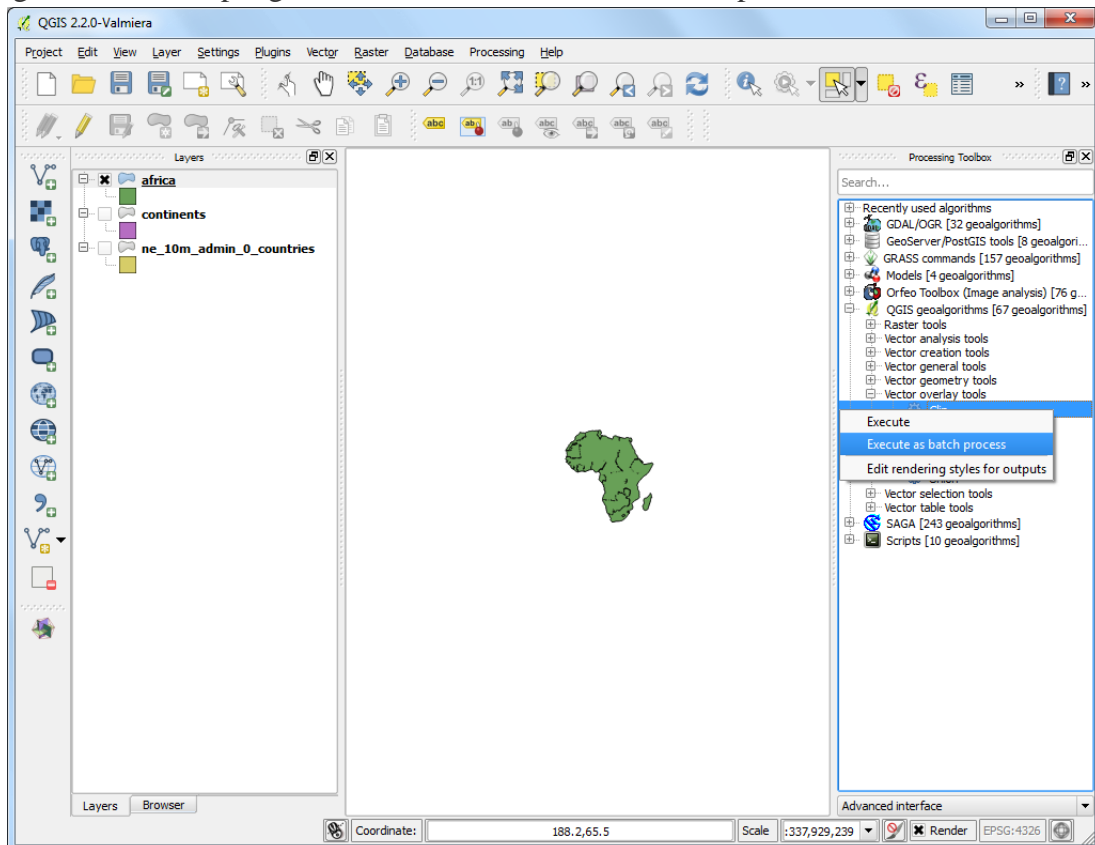 QGIS 2.2.0-Valmiera
Project Edit View Layer Settings Plugins Vector Raster Database Processing Help
Layers
africa
continents
ne_10m_admin_0_countries
Layers Browser
Processing Toolbox
Search...
Recently used algorithms
GDAL/OGR [32 geoalgorithms]
GeoServer/PostGIS tools [8 geoalgori...
GRASS commands [157 geoalgorithms]
Models [4 geoalgorithms]
Orfeo Toolbox (Image analysis) [76 g...
QGIS geoalgorithms [67 geoalgorithms]
Raster tools
Vector analysis tools
Vector creation tools
Vector general tools
Vector geometry tools
Vector overlay tools
Execute
Execute as batch process
Edit rendering styles for outputs
Vector selection tools
Vector table tools
SAGA [243 geoalgorithms]
Scripts [10 geoalgorithms]
Advanced interface
Coordinate: 188.2,65.5 Scale :337,929,239 Render EPSG:4326